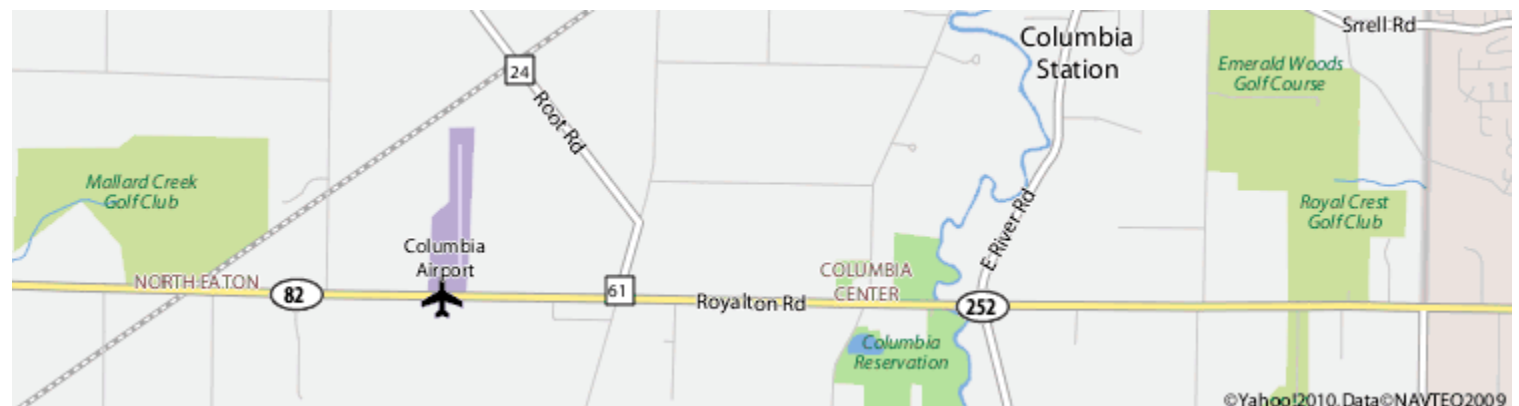 Columbia
Station
Smell Rd
Emerald Woods
Golf Course
24
Root Rd
Mallard Creek
Golf Club
Royal Crest
Golf Club
E River Rd
Columbia
Airport
NORTH EATON
82
61
Royalton Rd
COLUMBIA
CENTER
252
Columbia
Reservation
©Yahoo!2010, Data©NAVTEQ2009